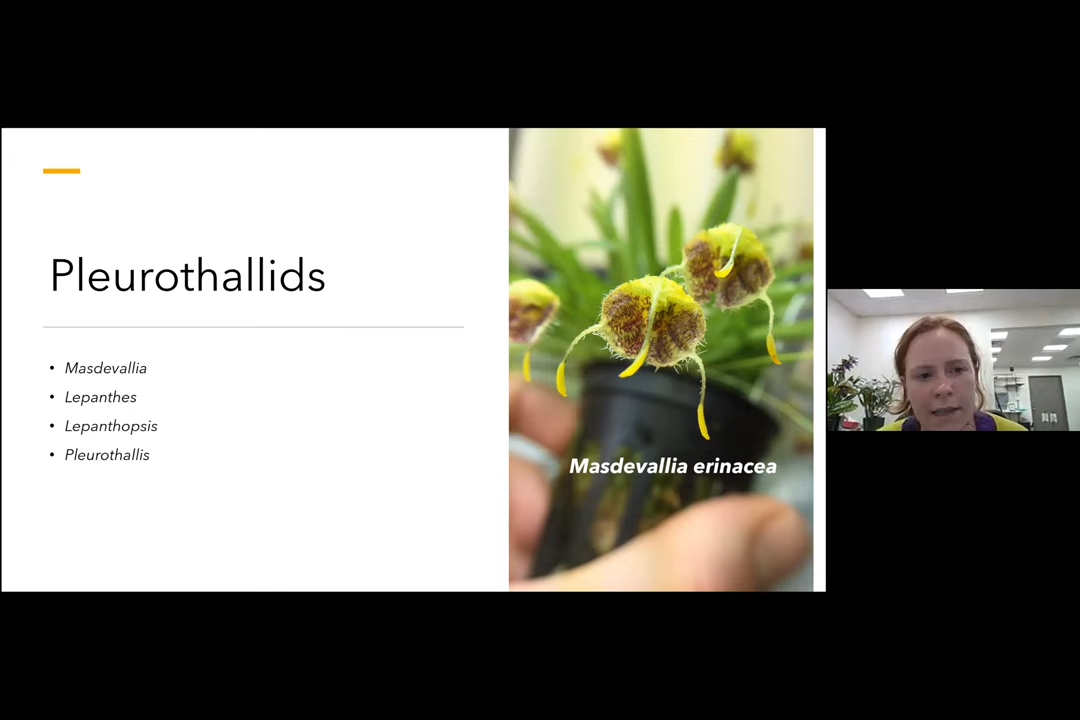 Pleurothallids
• Masdevallia
• Lepanthes
• Lepanthopsis
• Pleurothallis
Masdevallia erinacea